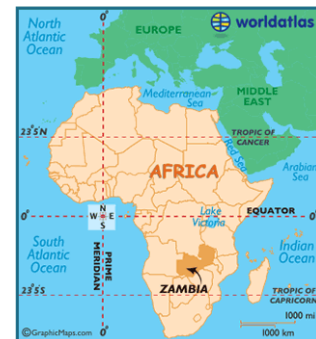 0°
worldatlas
North
Atlantic
Ocean
EUROPE
Mediterranean
Sea
MIDDLE
EAST
23°5N
TROPIC OF
CANCER
Red Sea
Arabian
Sea
AFRICA
N
W E
S
0°
Lake
Victoria
EQUATOR
0°
South
Atlantic
Ocean
PRIME
MERIDIAN
Indian
Ocean
ZAMBIA
23°5S
TROPIC OF
CAPRICORN
1000 mi
1000 km
©GraphicMaps.com
0°